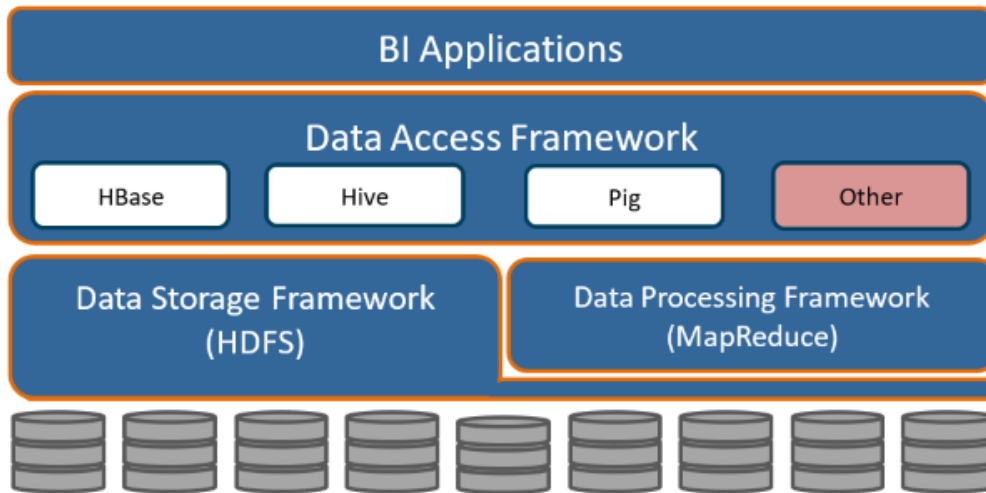 BI Applications
Data Access Framework
HBase
Hive
Pig
Other
Data Storage Framework
(HDFS)
Data Processing Framework
(MapReduce)